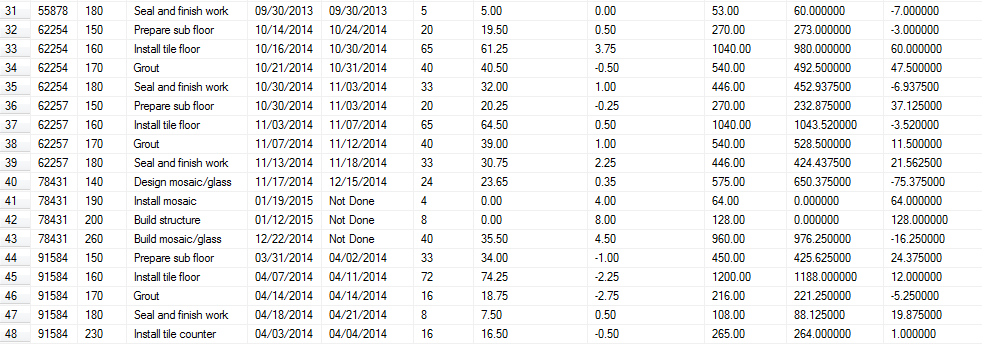 31 55878 180 Seal and finish work 09/30/2013 09/30/2013 5 5.00 0.00 53.00 60.000000 -7.000000
32 62254 150 Prepare sub floor 10/14/2014 10/24/2014 20 19.50 0.50 270.00 273.000000 -3.000000
33 62254 160 Install tile floor 10/16/2014 10/30/2014 65 61.25 3.75 1040.00 980.000000 60.000000
34 62254 170 Grout 10/21/2014 10/31/2014 40 40.50 -0.50 540.00 492.500000 47.500000
35 62254 180 Seal and finish work 10/30/2014 11/03/2014 33 32.00 1.00 446.00 452.937500 -6.937500
36 62257 150 Prepare sub floor 10/30/2014 11/03/2014 20 20.25 -0.25 270.00 232.875000 37.125000
37 62257 160 Install tile floor 11/03/2014 11/07/2014 65 64.50 0.50 1040.00 1043.520000 -3.520000
38 62257 170 Grout 11/07/2014 11/12/2014 40 39.00 1.00 540.00 528.500000 11.500000
39 62257 180 Seal and finish work 11/13/2014 11/18/2014 33 30.75 2.25 446.00 424.437500 21.562500
40 78431 140 Design mosaic/glass 11/17/2014 12/15/2014 24 23.65 0.35 575.00 650.375000 -75.375000
41 78431 190 Install mosaic 01/19/2015 Not Done 4 0.00 4.00 64.00 0.000000 64.000000
42 78431 200 Build structure 01/12/2015 Not Done 8 0.00 8.00 128.00 0.000000 128.000000
43 78431 260 Build mosaic/glass 12/22/2014 Not Done 40 35.50 4.50 960.00 976.250000 -16.250000
44 91584 150 Prepare sub floor 03/31/2014 04/02/2014 33 34.00 -1.00 450.00 425.625000 24.375000
45 91584 160 Install tile floor 04/07/2014 04/11/2014 72 74.25 -2.25 1200.00 1188.000000 12.000000
46 91584 170 Grout 04/14/2014 04/14/2014 16 18.75 -2.75 216.00 221.250000 -5.250000
47 91584 180 Seal and finish work 04/18/2014 04/21/2014 8 7.50 0.50 108.00 88.125000 19.875000
48 91584 230 Install tile counter 04/03/2014 04/04/2014 16 16.50 -0.50 265.00 264.000000 1.000000